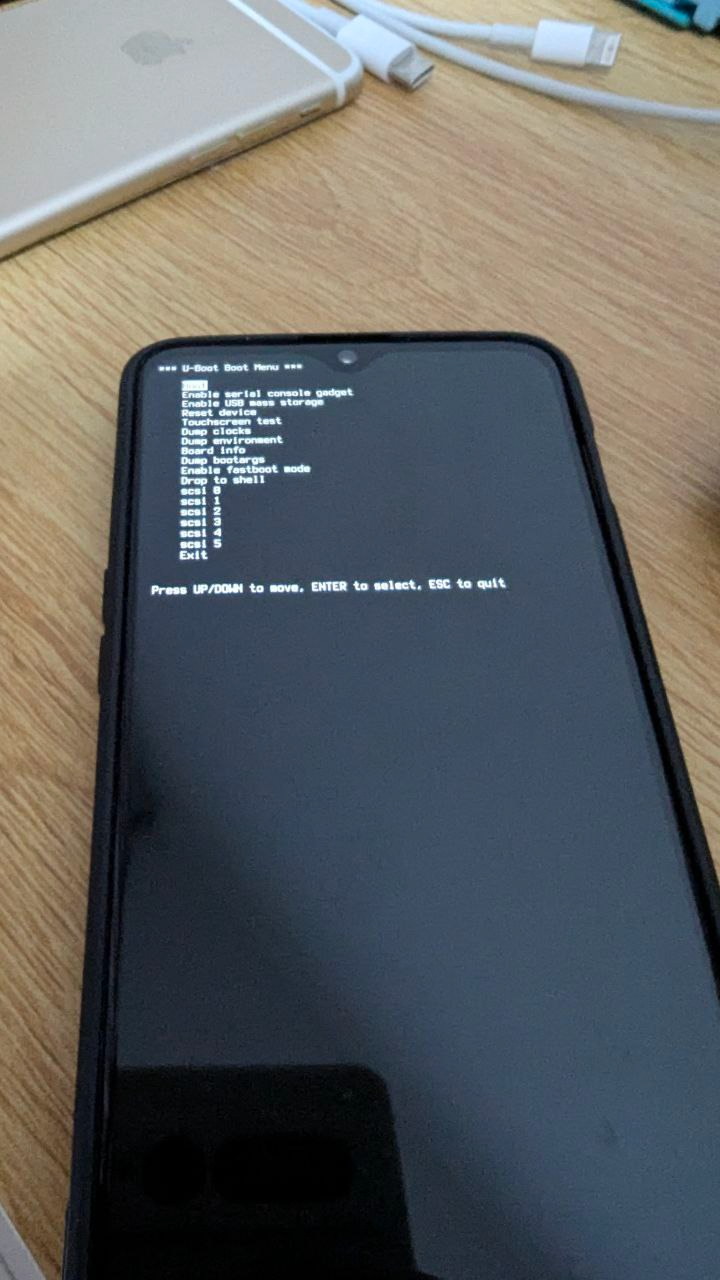 *** U-Boot Boot Menu ***
Boot
Enable serial console gadget
Enable USB mass storage
Reset device
Touchscreen test
Dump clocks
Dump environment
Board info
Dump bootargs
Enable fastboot mode
Drop to shell
scsi 0
scsi 1
scsi 2
scsi 3
scsi 4
scsi 5
Exit
Press UP/DOWN to move, ENTER to select, ESC to quit